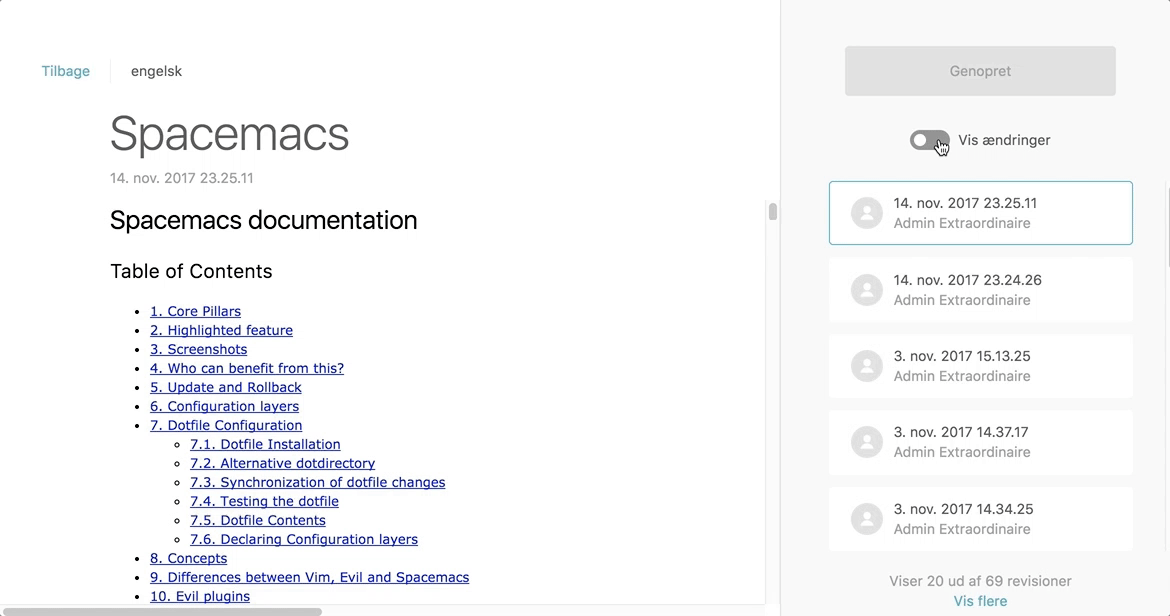 Tilbage
engelsk
Spacemacs
14. nov. 2017 23.25.11
Spacemacs documentation
Table of Contents
1. Core Pillars
2. Highlighted feature
3. Screenshots
4. Who can benefit from this?
5. Update and Rollback
6. Configuration layers
7. Dotfile Configuration
7.1. Dotfile Installation
7.2. Alternative dotdirectory
7.3. Synchronization of dotfile changes
7.4. Testing the dotfile
7.5. Dotfile Contents
7.6. Declaring Configuration layers
8. Concepts
9. Differences between Vim, Evil and Spacemacs
10. Evil plugins
Genopret
Vis ændringer
14. nov. 2017 23.25.11
Admin Extraordinaire
14. nov. 2017 23.24.26
Admin Extraordinaire
3. nov. 2017 15.13.25
Admin Extraordinaire
3. nov. 2017 14.37.17
Admin Extraordinaire
3. nov. 2017 14.34.25
Admin Extraordinaire
Viser 20 ud af 69 revisioner
Vis flere